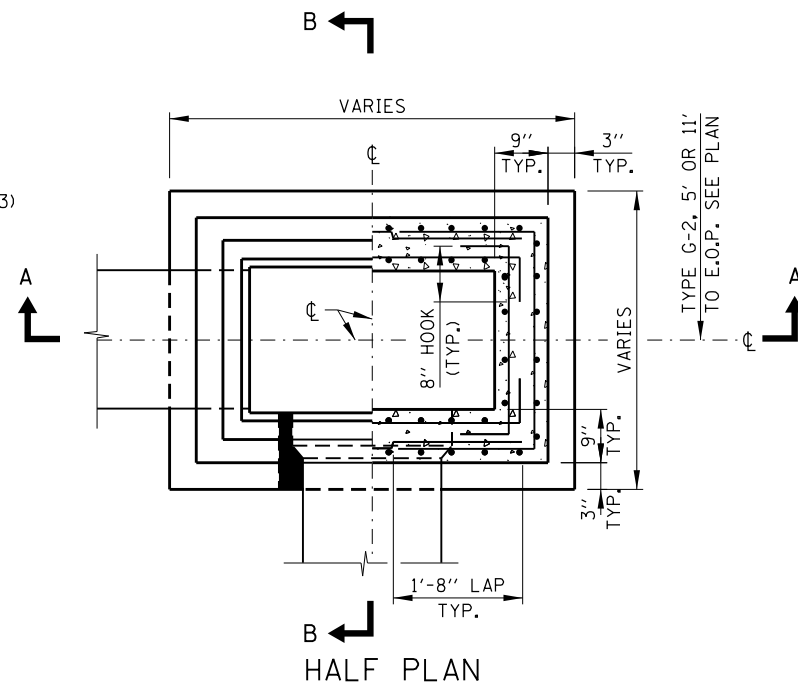 B
VARIES
9" 3"
TYP. TYP.
℄
3)
TYPE G-2, 5' OR 11'
TO E.O.P. SEE PLAN
A
A
℄
8" HOOK
(TYP.)
VARIES
℄
9"
TYP.
3"
TYP.
1'-8" LAP
TYP.
B
HALF PLAN